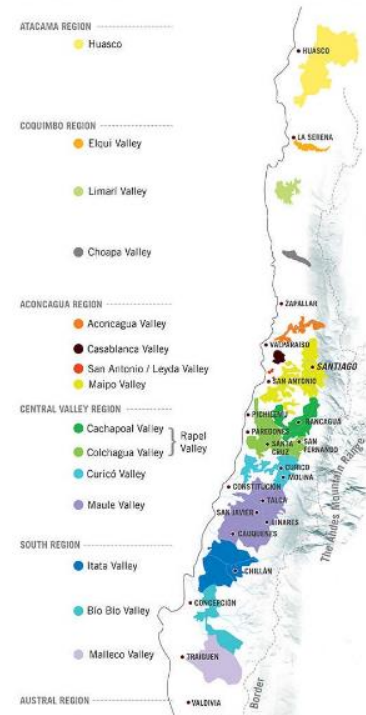 ATACAMA REGION
Huasco
HUASCO
COQUIMBO REGION
LA SERENA
Elqui Valley
Limarí Valley
Choapa Valley
ACONCAGUA REGION
ZAPALLAR
Aconcagua Valley
VALPARAISO
Casablanca Valley
SANTIAGO
San Antonio / Leyda Valley
SAN ANTONIO
Maipo Valley
CENTRAL VALLEY REGION
PICHILEMU
Cachapoal Valley
RANCAGUA
Rapel Valley
PAREDONES
SANTA CRUZ
SAN FERNANDO
Colchagua Valley
Curicó Valley
CURICO
MOLINA
CONSTITUCIÓN
Maule Valley
TALCA
SAN JAVIER
LINARES
CAUQUENES
The Andes Mountain Range
SOUTH REGION
Itata Valley
CHILLÁN
CONCEPCIÓN
Bío Bío Valley
Malleco Valley
TRAIGUEN
Border
AUSTRAL REGION
VALDIVIA